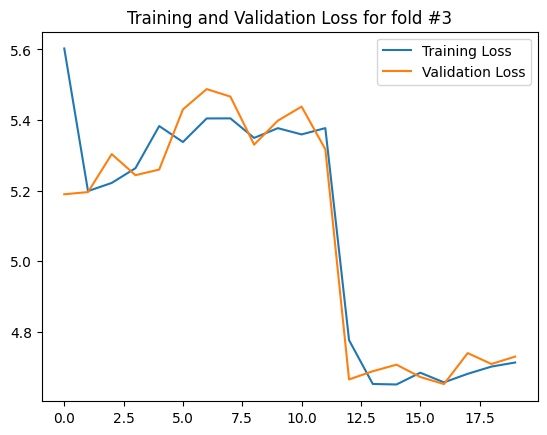 Training and Validation Loss for fold #3
Training Loss
Validation Loss
5.6
5.4
5.2
5.0
4.8
0.0 2.5 5.0 7.5 10.0 12.5 15.0 17.5